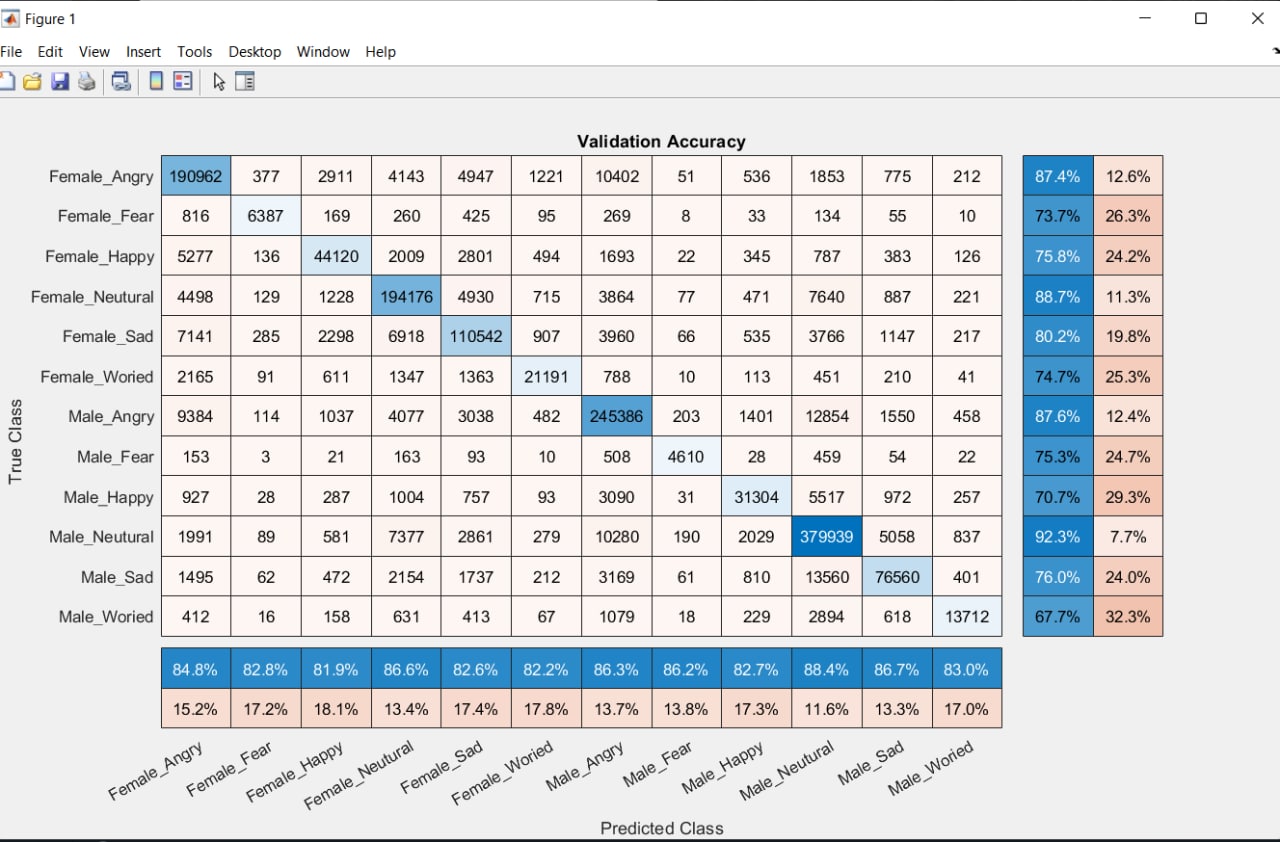 Figure 1
File Edit View Insert Tools Desktop Window Help
Validation Accuracy
Female_Angry 190962 377 2911 4143 4947 1221 10402 51 536 1853 775 212 87.4% 12.6%
Female_Fear 816 6387 169 260 425 95 269 8 33 134 55 10 73.7% 26.3%
Female_Happy 5277 136 44120 2009 2801 494 1693 22 345 787 383 126 75.8% 24.2%
Female_Neutural 4498 129 1228 194176 4930 715 3864 77 471 7640 887 221 88.7% 11.3%
Female_Sad 7141 285 2298 6918 110542 907 3960 66 535 3766 1147 217 80.2% 19.8%
Female_Woried 2165 91 611 1347 1363 21191 788 10 113 451 210 41 74.7% 25.3%
Male_Angry 9384 114 1037 4077 3038 482 245386 203 1401 12854 1550 458 87.6% 12.4%
Male_Fear 153 3 21 163 93 10 508 4610 28 459 54 22 75.3% 24.7%
Male_Happy 927 28 287 1004 757 93 3090 31 31304 5517 972 257 70.7% 29.3%
Male_Neutural 1991 89 581 7377 2861 279 10280 190 2029 379939 5058 837 92.3% 7.7%
Male_Sad 1495 62 472 2154 1737 212 3169 61 810 13560 76560 401 76.0% 24.0%
Male_Woried 412 16 158 631 413 67 1079 18 229 2894 618 13712 67.7% 32.3%
True Class
84.8% 82.8% 81.9% 86.6% 82.6% 82.2% 86.3% 86.2% 82.7% 88.4% 86.7% 83.0%
15.2% 17.2% 18.1% 13.4% 17.4% 17.8% 13.7% 13.8% 17.3% 11.6% 13.3% 17.0%
Female_Angry Female_Fear Female_Happy Female_Neutural Female_Sad Female_Woried Male_Angry Male_Fear Male_Happy Male_Neutural Male_Sad Male_Woried
Predicted Class